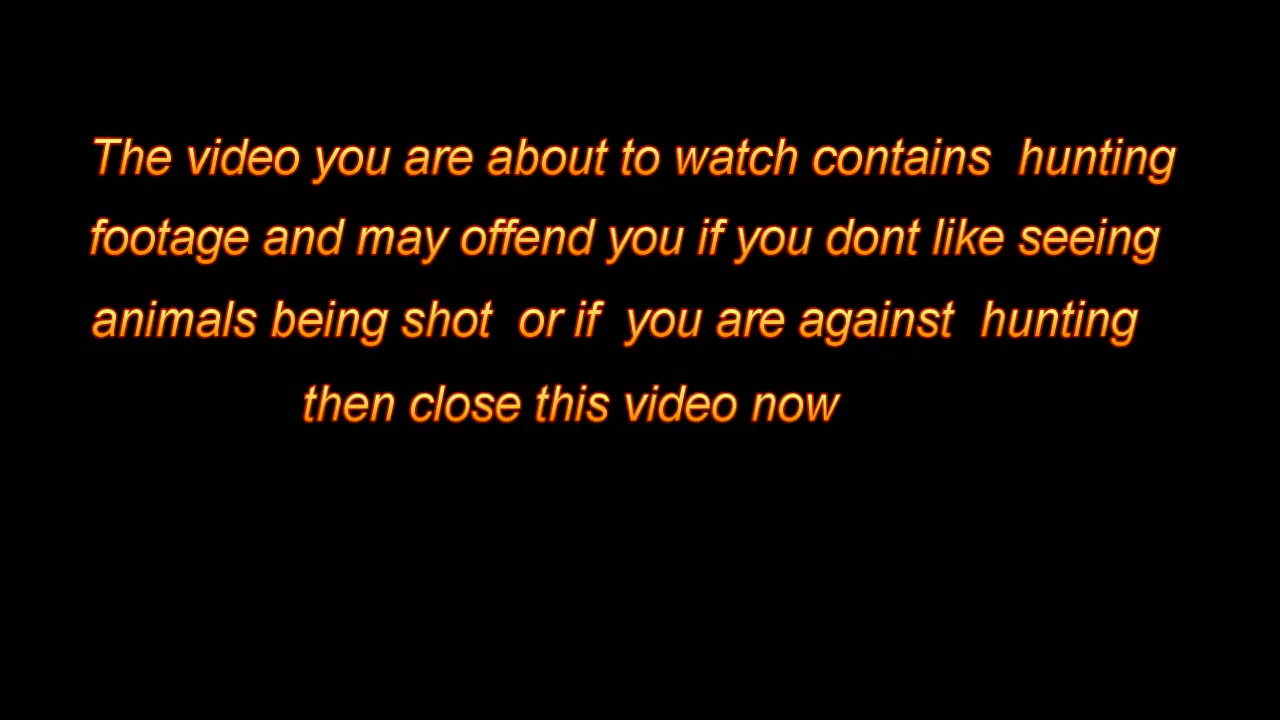 The video you are about to watch contains  hunting
footage and may offend you if you dont like seeing
animals being shot  or if  you are against  hunting
then close this video now